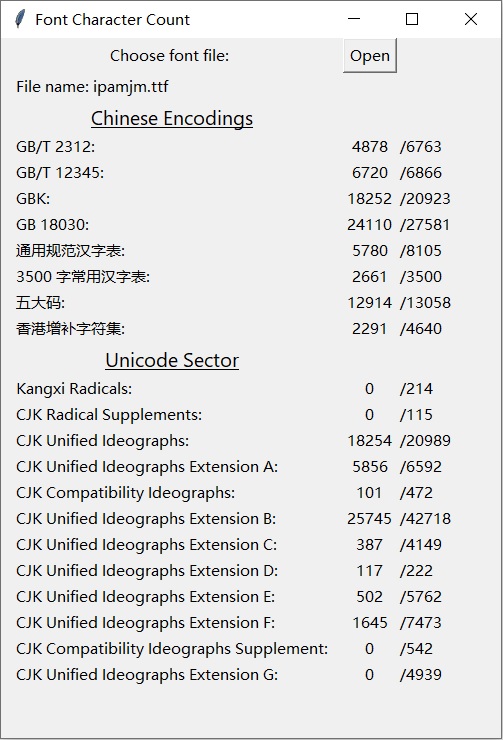 Font Character Count
Choose font file: Open
File name: ipamjm.ttf
Chinese Encodings
GB/T 2312: 4878 /6763
GB/T 12345: 6720 /6866
GBK: 18252 /20923
GB 18030: 24110 /27581
通用规范汉字表: 5780 /8105
3500 字常用汉字表: 2661 /3500
五大码: 12914 /13058
香港增补字符集: 2291 /4640
Unicode Sector
Kangxi Radicals: 0 /214
CJK Radical Supplements: 0 /115
CJK Unified Ideographs: 18254 /20989
CJK Unified Ideographs Extension A: 5856 /6592
CJK Compatibility Ideographs: 101 /472
CJK Unified Ideographs Extension B: 25745 /42718
CJK Unified Ideographs Extension C: 387 /4149
CJK Unified Ideographs Extension D: 117 /222
CJK Unified Ideographs Extension E: 502 /5762
CJK Unified Ideographs Extension F: 1645 /7473
CJK Compatibility Ideographs Supplement: 0 /542
CJK Unified Ideographs Extension G: 0 /4939